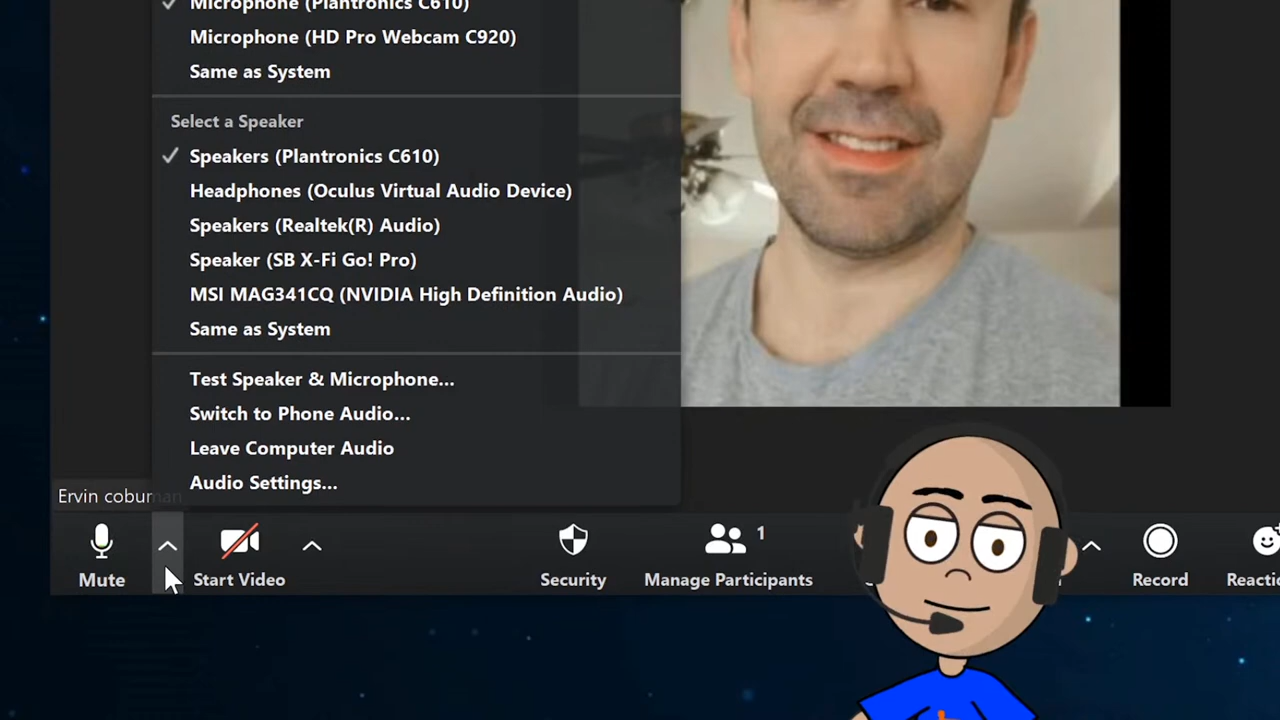 Microphone (Plantronics C610)
Microphone (HD Pro Webcam C920)
Same as System
Select a Speaker
Speakers (Plantronics C610)
Headphones (Oculus Virtual Audio Device)
Speakers (Realtek(R) Audio)
Speaker (SB X-Fi Go! Pro)
MSI MAG341CQ (NVIDIA High Definition Audio)
Same as System
Test Speaker & Microphone...
Switch to Phone Audio...
Leave Computer Audio
Audio Settings...
Ervin coburman
1
Mute Start Video Security Manage Participants Record Reactio